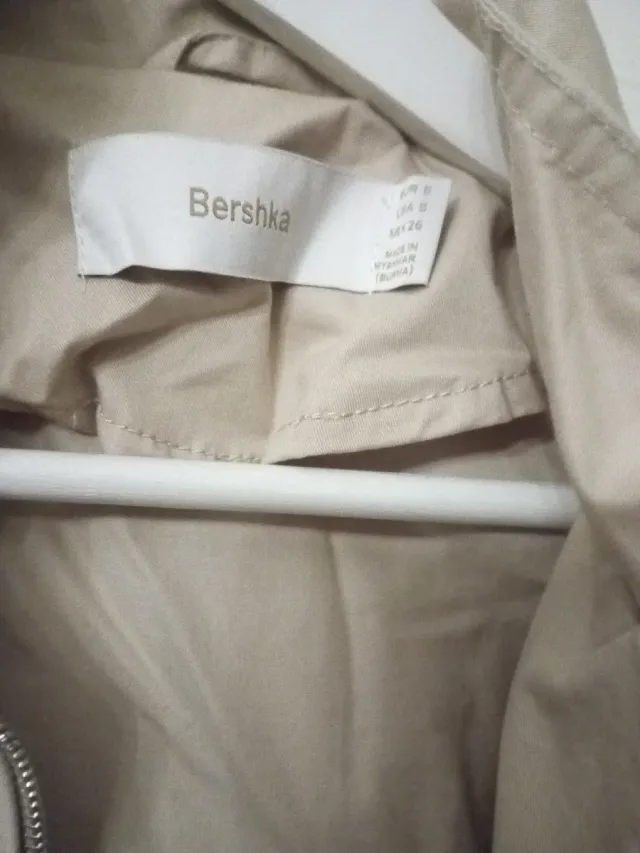 Bershka
EUR S
USA S
MEX 26
MADE IN
MYANMAR
(BURMA)